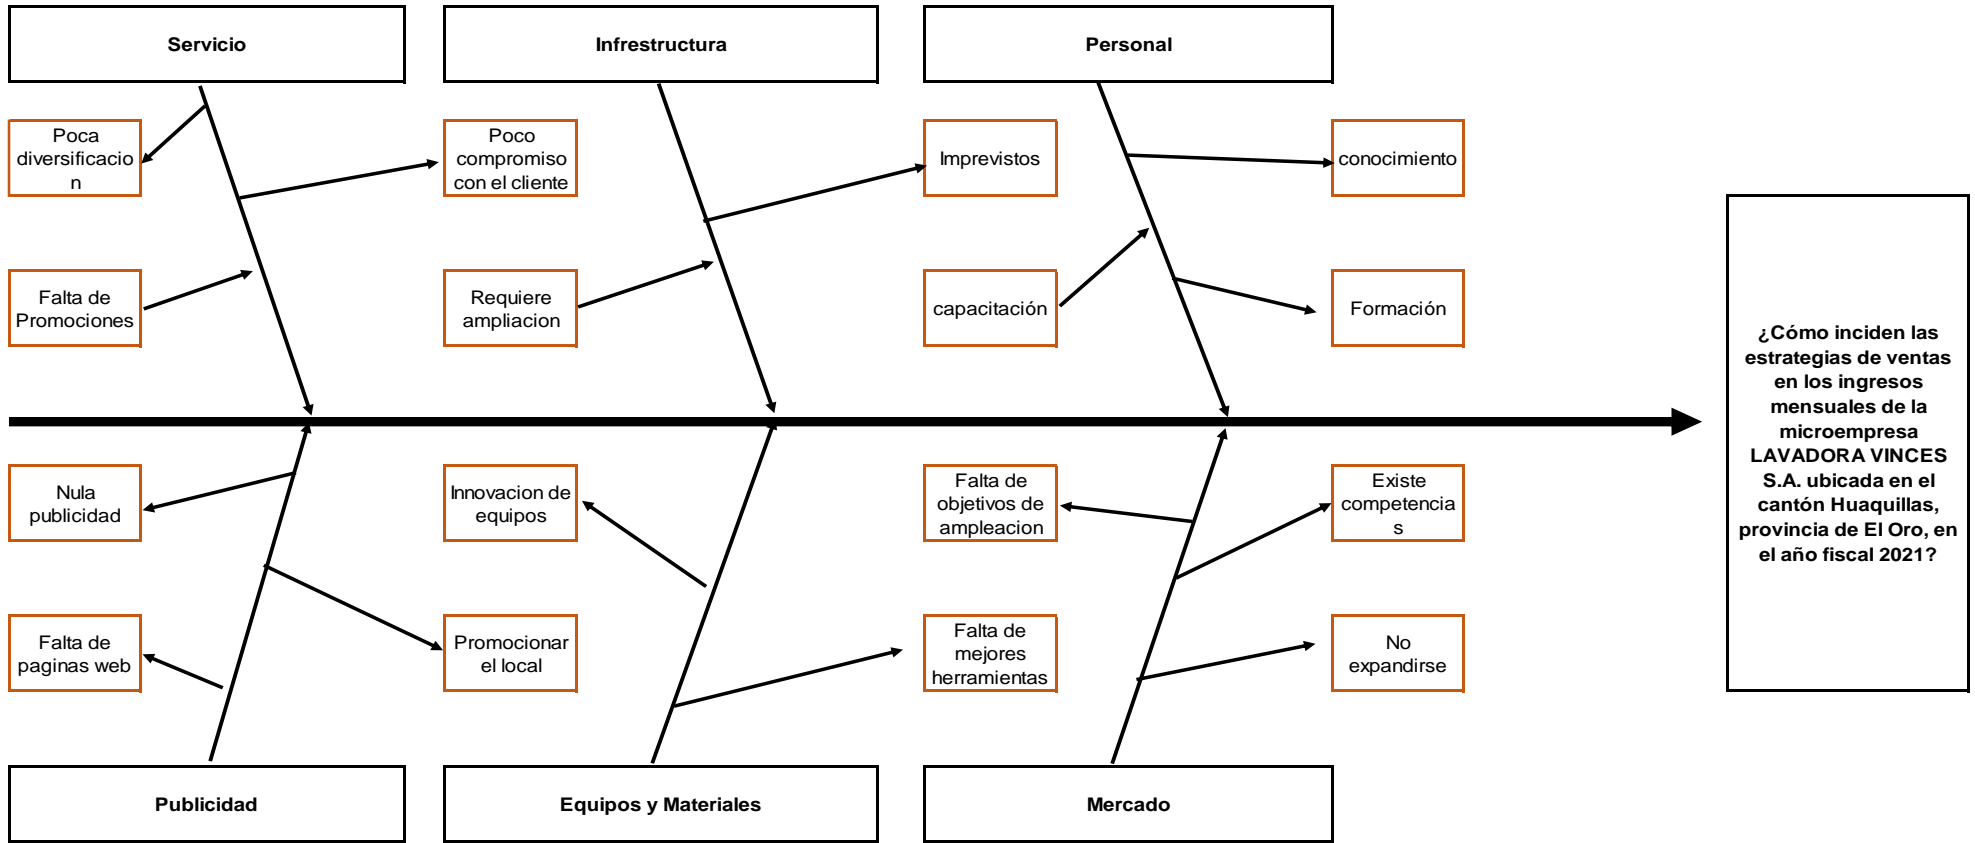 Servicio
Infrestructura
Personal
Poca
diversificacio
n
Poco
compromiso
con el cliente
Imprevistos
conocimiento
Falta de
Promociones
Requiere
ampliacion
capacitación
Formación
¿Cómo inciden las
estrategias de ventas
en los ingresos
mensuales de la
microempresa
LAVADORA VINCES
S.A. ubicada en el
cantón Huaquillas,
provincia de El Oro, en
el año fiscal 2021?
Nula
publicidad
Innovacion de
equipos
Falta de
objetivos de
ampleacion
Existe
competencia
s
Falta de
paginas web
Promocionar
el local
Falta de
mejores
herramientas
No
expandirse
Publicidad
Equipos y Materiales
Mercado